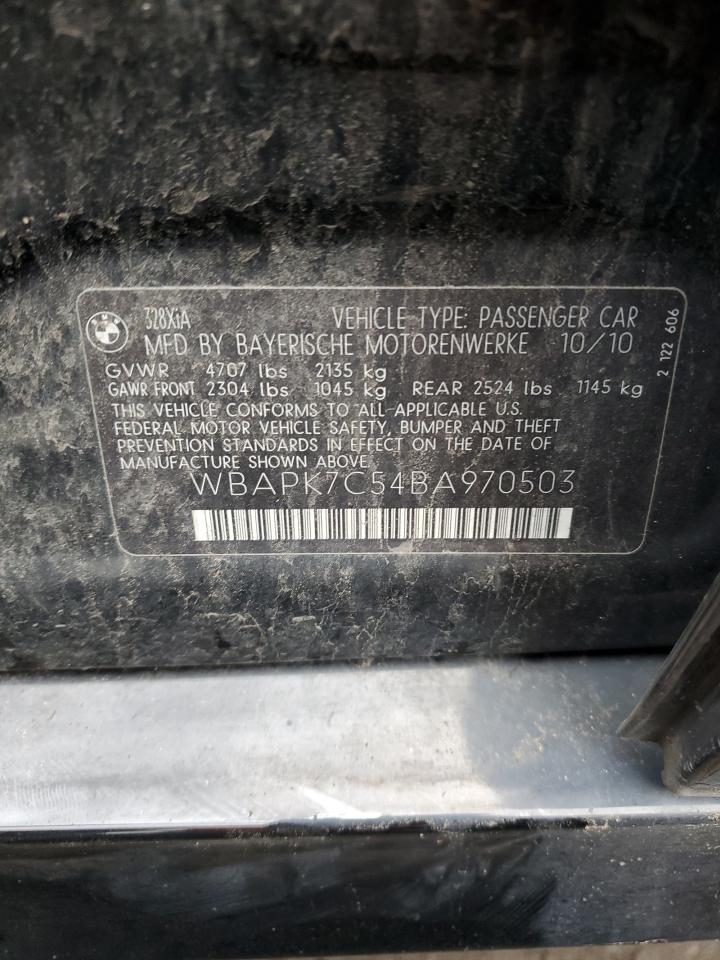 BMW
328XiA VEHICLE TYPE: PASSENGER CAR
MFD BY BAYERISCHE MOTORENWERKE 10/10
GVWR 4707 lbs 2135 kg
GAWR FRONT 2304 lbs 1045 kg REAR 2524 lbs 1145 kg
THIS VEHICLE CONFORMS TO ALL APPLICABLE U.S.
FEDERAL MOTOR VEHICLE SAFETY, BUMPER AND THEFT
PREVENTION STANDARDS IN EFFECT ON THE DATE OF
MANUFACTURE SHOWN ABOVE.
WBAPK7C54BA970503
2 122 606